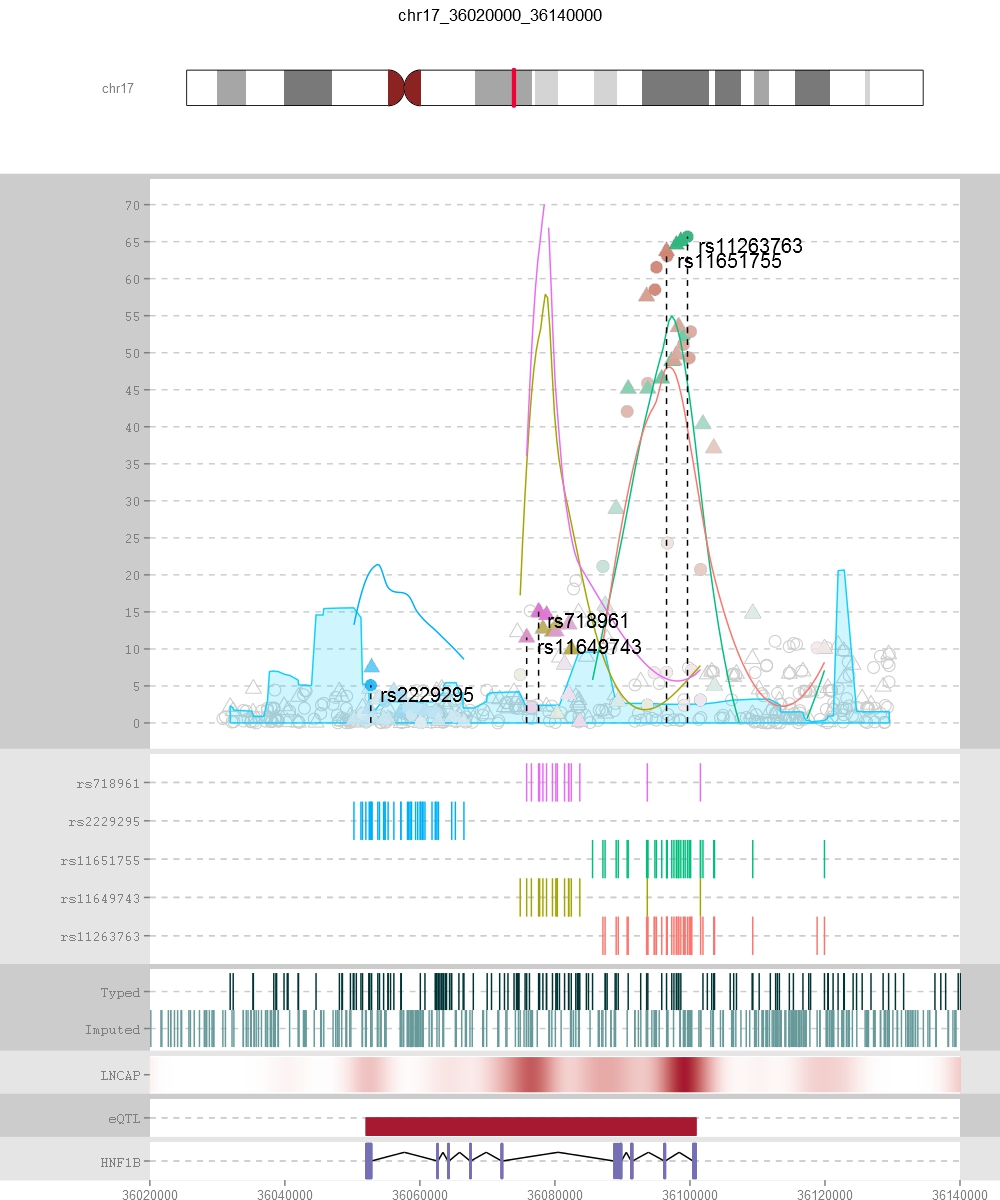 chr17_36020000_36140000
chr17
70
65
60
55
50
45
40
35
30
25
20
15
10
5
0
rs11263763
rs11651755
rs718961
rs11649743
rs2229295
rs718961
rs2229295
rs11651755
rs11649743
rs11263763
Typed
Imputed
LNCAP
eQTL
HNF1B
36020000 36040000 36060000 36080000 36100000 36120000 36140000